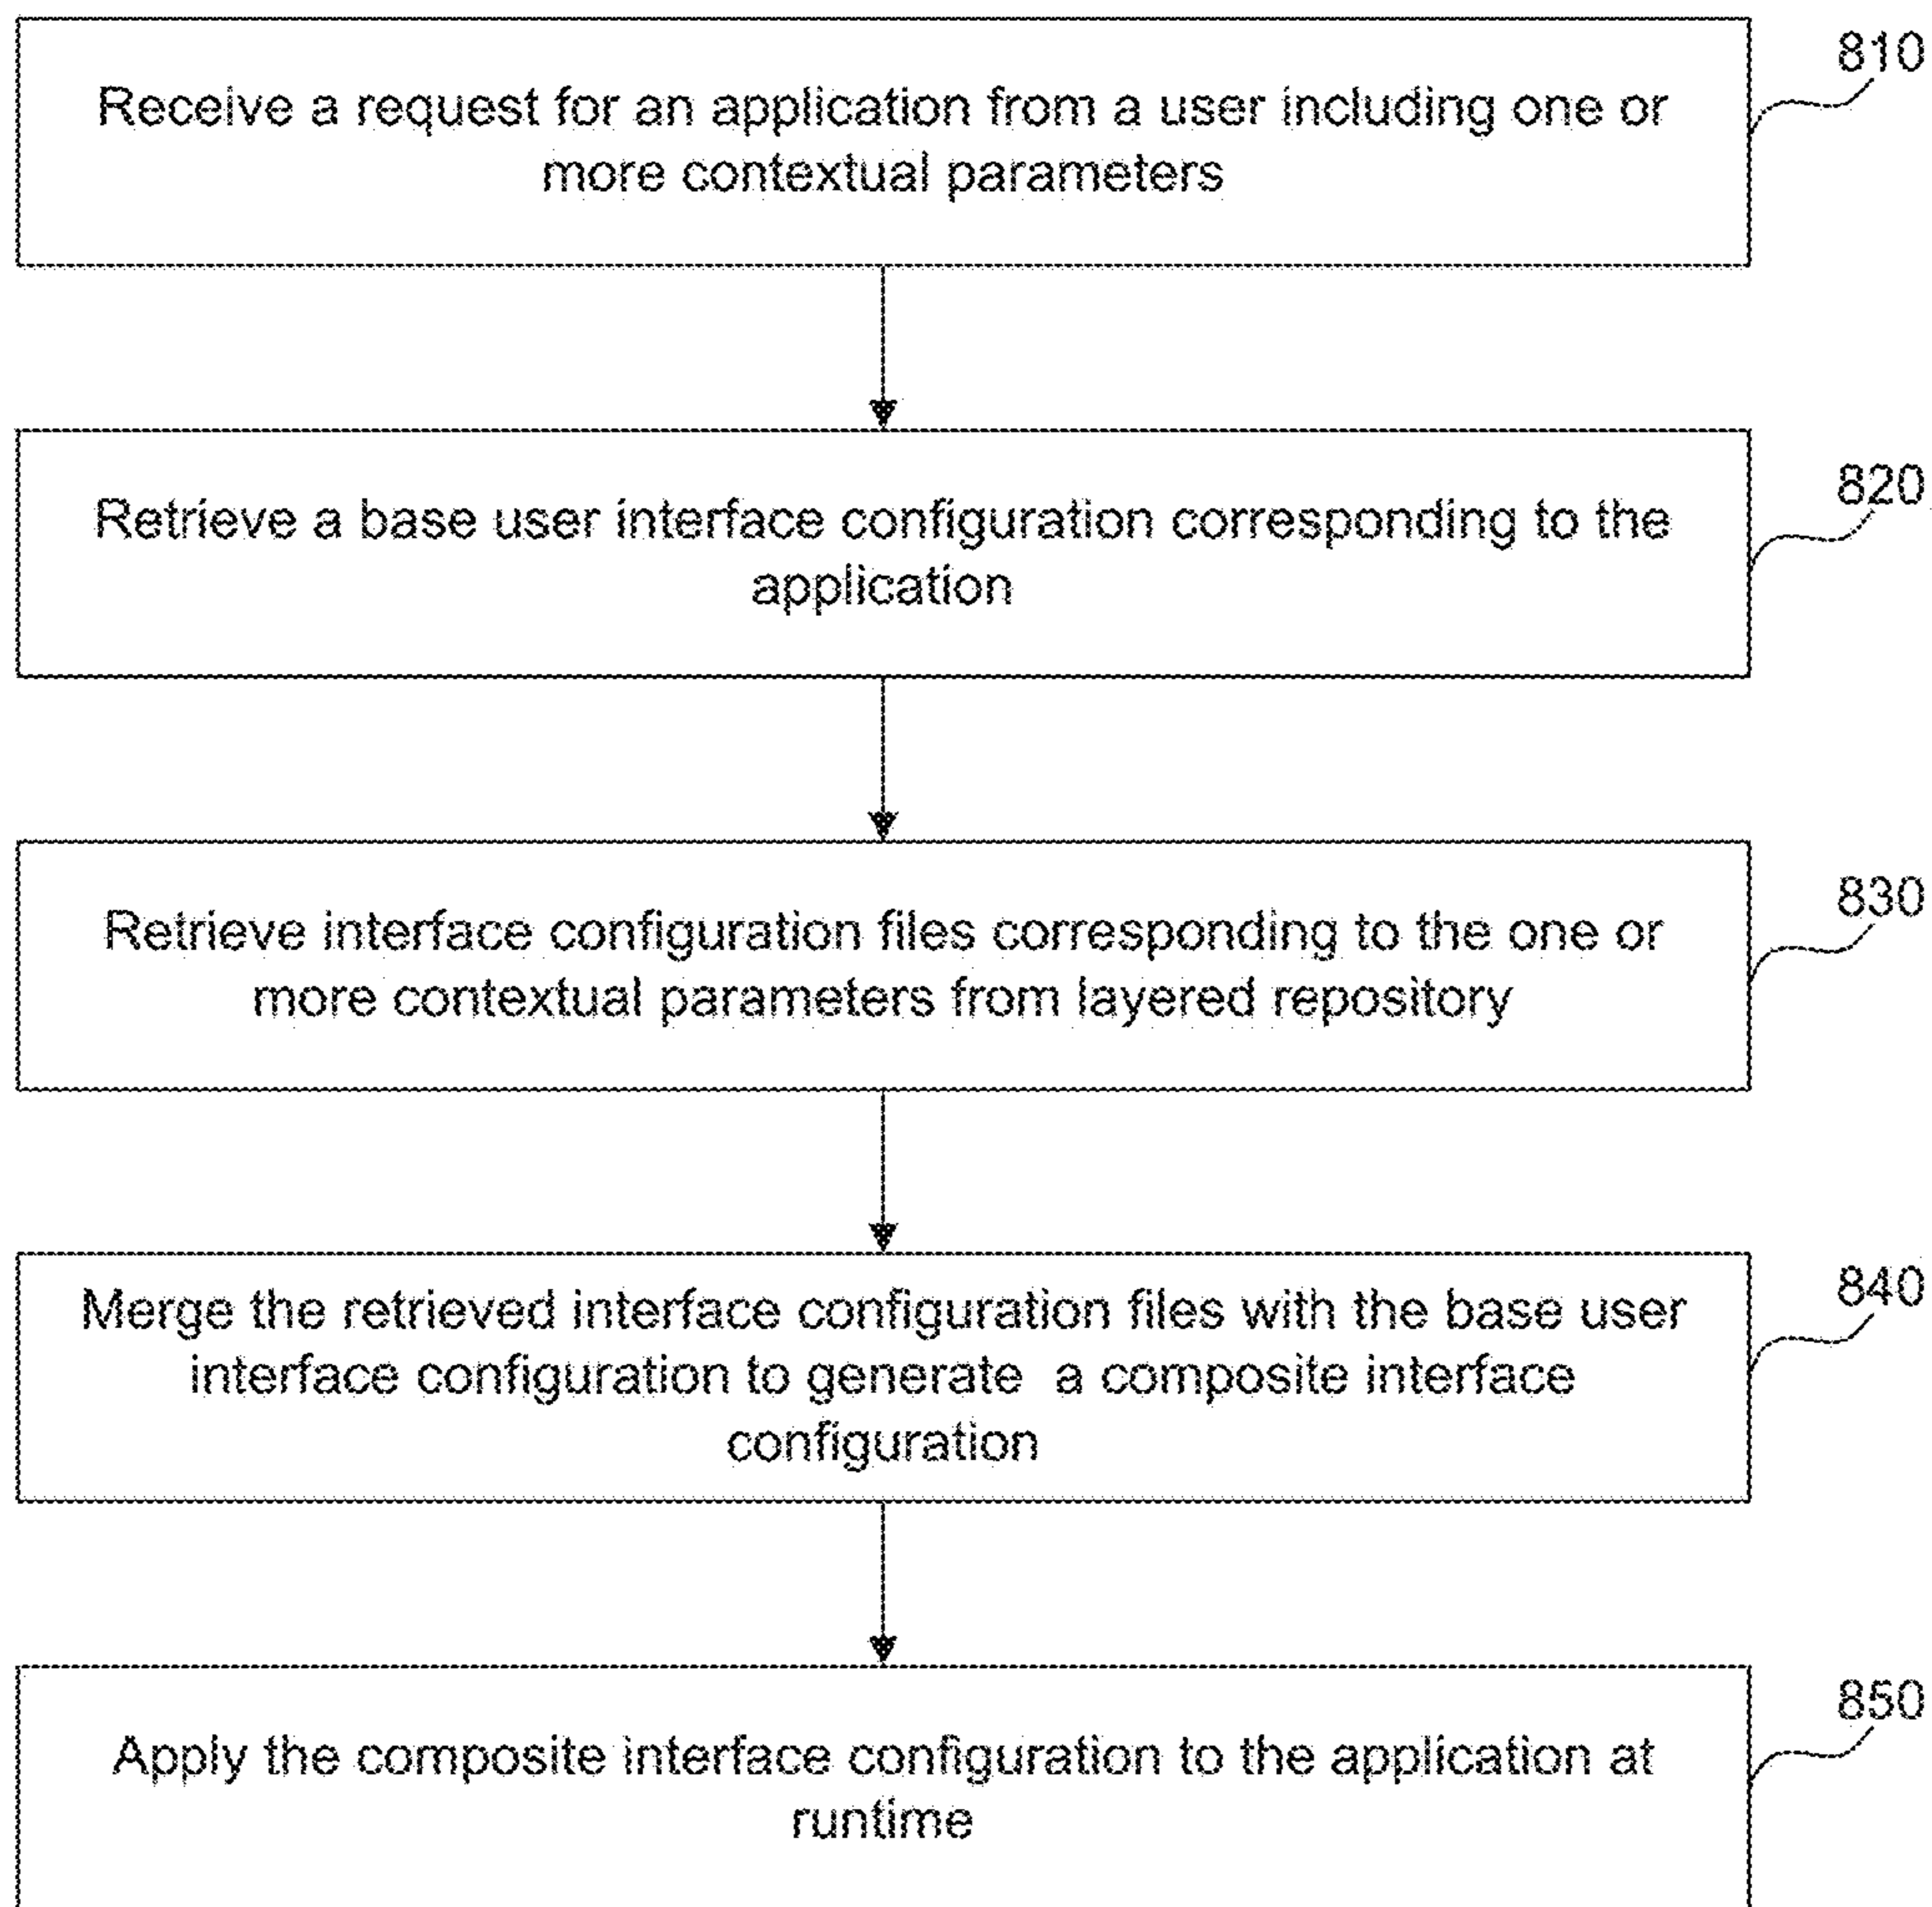 Receive a request for an application from a user including one or
more contextual parameters
810
Retrieve a base user interface configuration corresponding to the
application
820
Retrieve interface configuration files corresponding to the one or
more contextual parameters from layered repository
830
Merge the retrieved interface configuration files with the base user
interface configuration to generate a composite interface
configuration
840
Apply the composite interface configuration to the application at
runtime
850